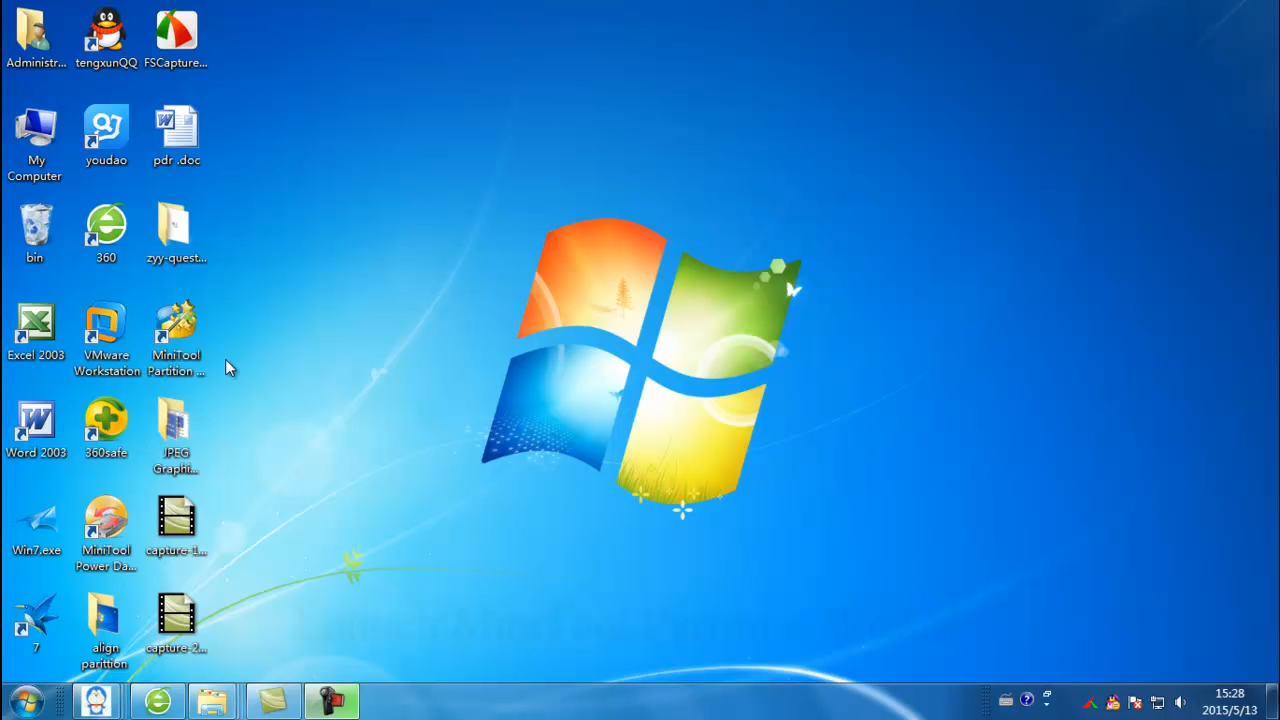 Administr...
tengxunQQ
FSCapture...
My
Computer
youdao
pdr .doc
bin
360
zyy-quest...
Excel 2003
VMware
Workstation
MiniTool
Partition ...
Word 2003
360safe
JPEG
Graphi...
Win7.exe
MiniTool
Power Da...
capture-1...
7
align
parittion
capture-2...
15:28
2015/5/13